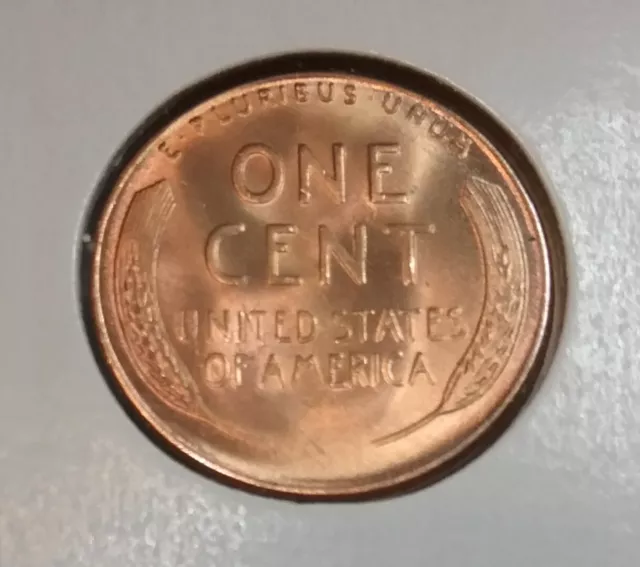 E·PLURIBUS·UNUM
ONE
CENT
UNITED STATES
OF AMERICA